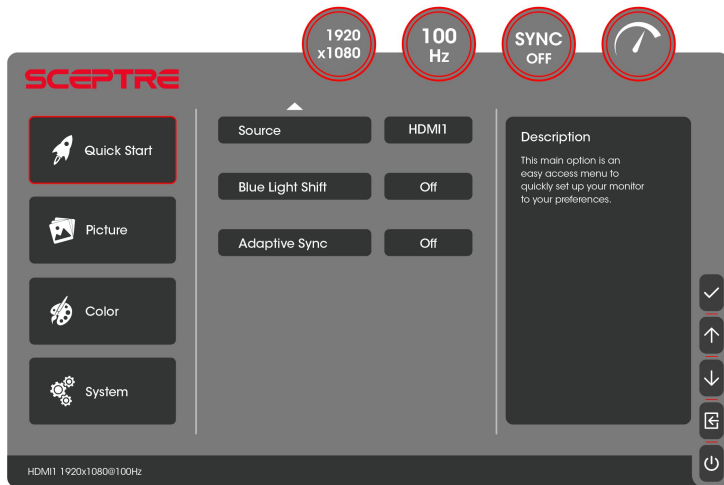 1920
x1080
100
Hz
SYNC
OFF
SCEPTRE
Quick Start
Picture
Color
System
Source
HDMI1
Blue Light Shift
Off
Adaptive Sync
Off
Description
This main option is an
easy access menu to
quickly set up your monitor
to your preferences.
HDMI1 1920x1080@100Hz